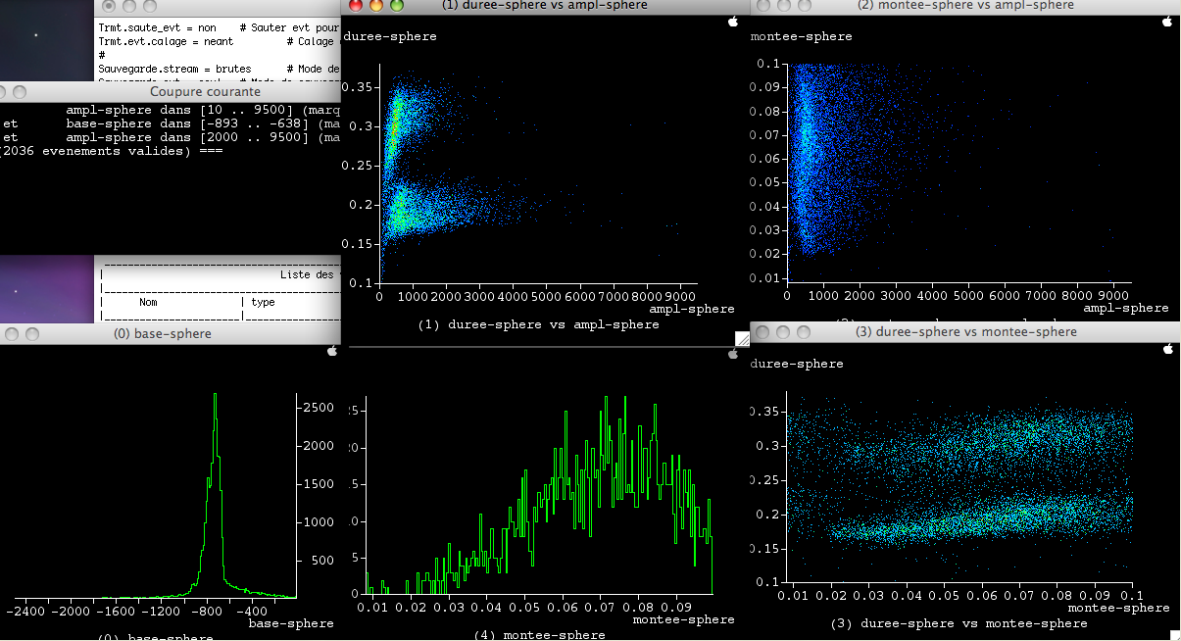 (1) duree-sphere vs ampl-sphere
(2) montee-sphere vs ampl-sphere
Trmt.saute_evt = non # Sauter evt pour
Trmt.evt.calage = neant # Calage
#
Sauvegarde.stream = brutes # Mode de
Coupure courante
ampl-sphere dans [10 .. 9500] (marq
et base-sphere dans [-893 .. -638] (ma
et ampl-sphere dans [2000 .. 9500] (ma
(2036 evenements valides) ===
Liste des
Nom | type
duree-sphere
0.35
0.3
0.25
0.2
0.15
0.1
0 1000 2000 3000 4000 5000 6000 7000 8000 9000
ampl-sphere
(1) duree-sphere vs ampl-sphere
montee-sphere
0.1
0.09
0.08
0.07
0.06
0.05
0.04
0.03
0.02
0.01
0 1000 2000 3000 4000 5000 6000 7000 8000 9000
ampl-sphere
(0) base-sphere
2500
2000
1500
1000
500
-2400 -2000 -1600 -1200 -800 -400
base-sphere
(0) base-sphere
5
0
0.01 0.02 0.03 0.04 0.05 0.06 0.07 0.08 0.09
montee-sphere
(4) montee-sphere
(3) duree-sphere vs montee-sphere
duree-sphere
0.35
0.3
0.25
0.2
0.15
0.1
0.01 0.02 0.03 0.04 0.05 0.06 0.07 0.08 0.09 0.1
montee-sphere
(3) duree-sphere vs montee-sphere